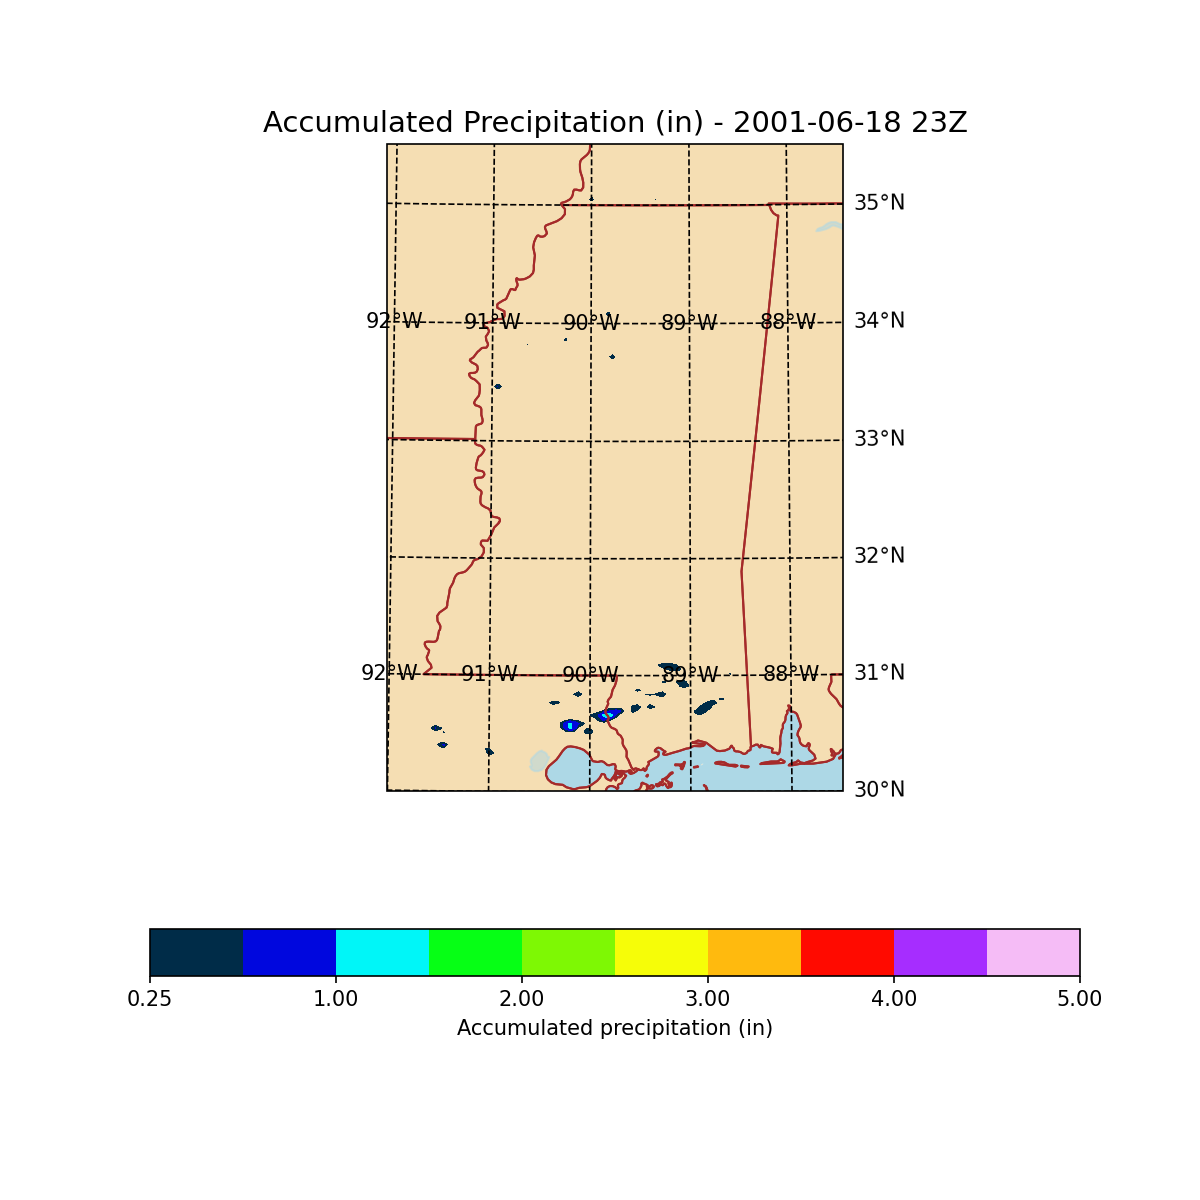 Accumulated Precipitation (in) - 2001-06-18 23Z
35°N
92°W 91°W 90°W 89°W 88°W 34°N
33°N
32°N
92°W 91°W 90°W 89°W 88°W 31°N
30°N
0.25 1.00 2.00 3.00 4.00 5.00
Accumulated precipitation (in)